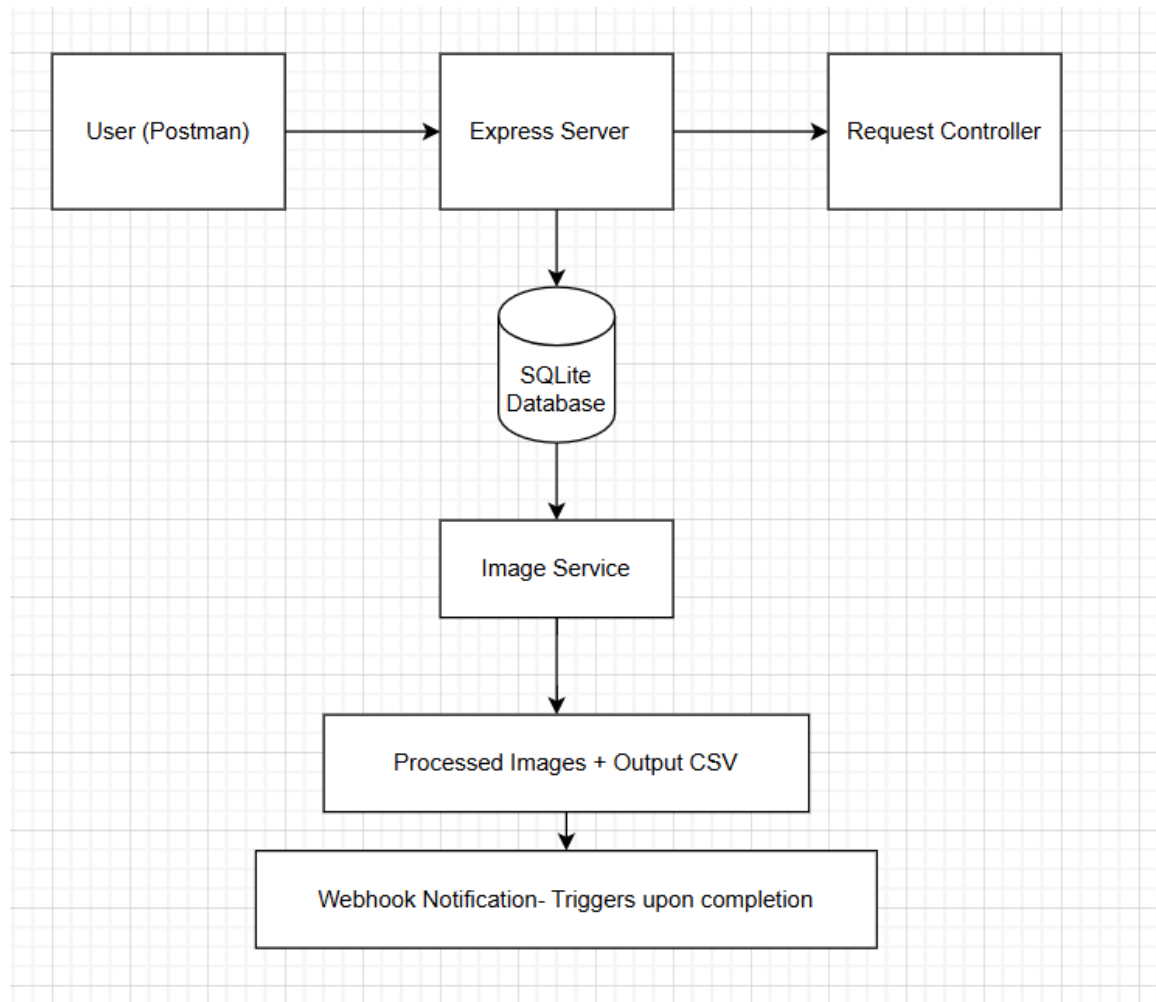 User (Postman)
Express Server
Request Controller
SQLite
Database
Image Service
Processed Images + Output CSV
Webhook Notification- Triggers upon completion